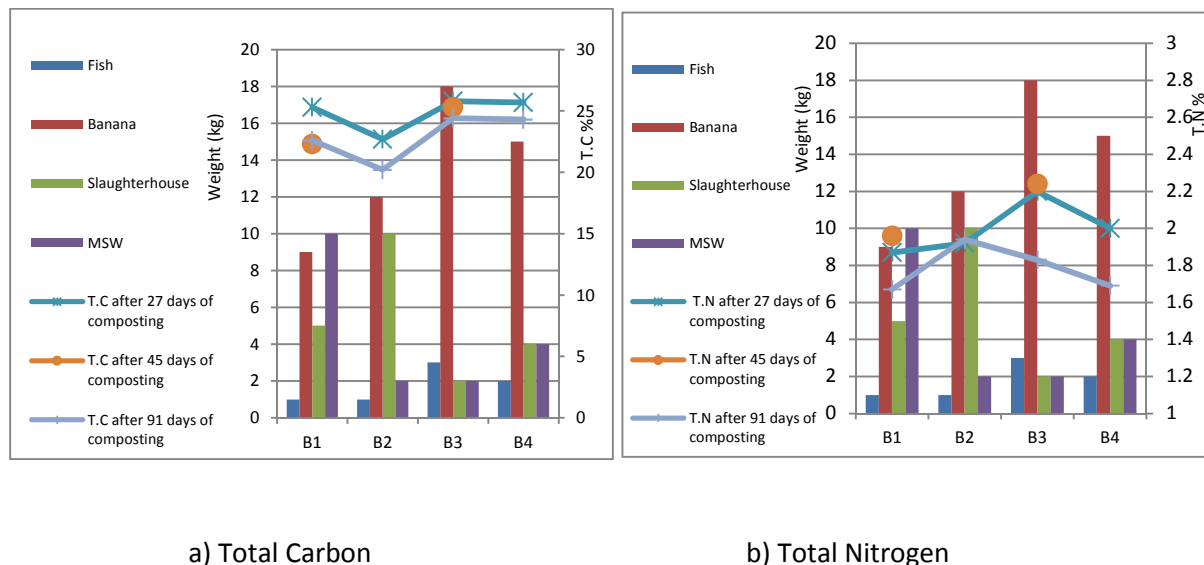 Fish
Banana
Slaughterhouse
MSW
T.C after 27 days of
composting
T.C after 45 days of
composting
T.C after 91 days of
composting
Weight (kg)
20
18
16
14
12
10
8
6
4
2
0
B1 B2 B3 B4
30
25
20
15
10
5
0
T.C %
Fish
Banana
Slaughterhouse
MSW
T.N after 27 days of
composting
T.N after 45 days of
composting
T.N after 91 days of
composting
Weight (kg)
20
18
16
14
12
10
8
6
4
2
0
B1 B2 B3 B4
3
2.8
2.6
2.4
2.2
2
1.8
1.6
1.4
1.2
1
T.N %
a) Total Carbon
b) Total Nitrogen